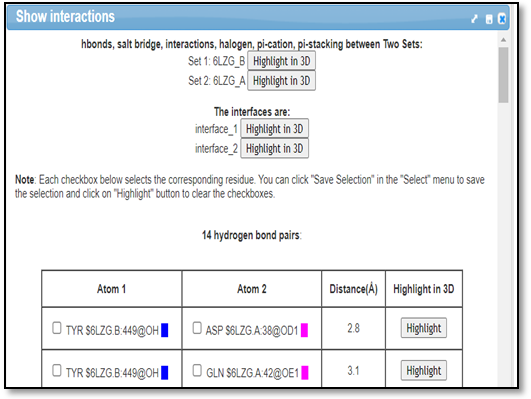 Show interactions
hbonds, salt bridge, interactions, halogen, pi-cation, pi-stacking between Two Sets:
Set 1: 6LZG_B Highlight in 3D
Set 2: 6LZG_A Highlight in 3D
The interfaces are:
interface_1 Highlight in 3D
interface_2 Highlight in 3D
Note: Each checkbox below selects the corresponding residue. You can click "Save Selection" in the "Select" menu to save
the selection and click on "Highlight" button to clear the checkboxes.
14 hydrogen bond pairs:
Atom 1 Atom 2 Distance(Å) Highlight in 3D
TYR $6LZG.B:449@OH ASP $6LZG.A:38@OD1 2.8 Highlight
TYR $6LZG.B:449@OH GLN $6LZG.A:42@OE1 3.1 Highlight